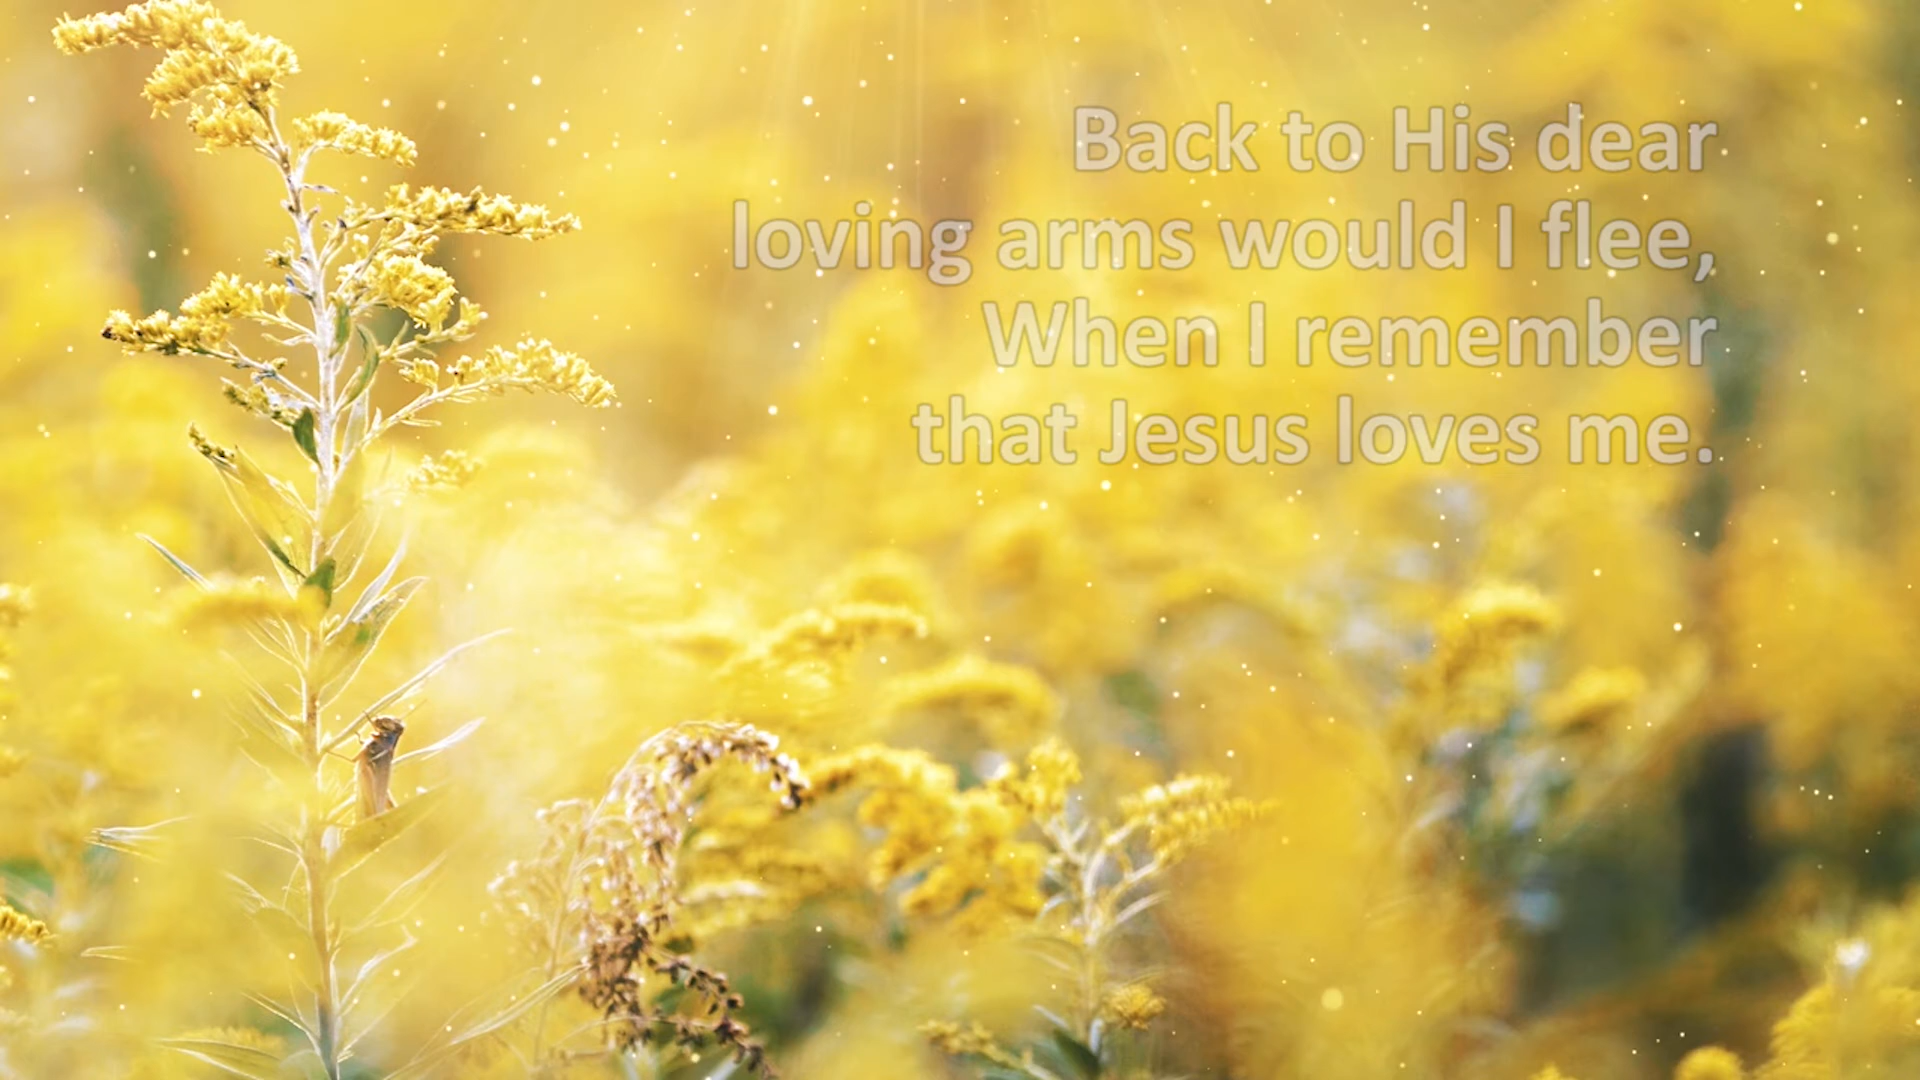 Back to His dear
loving arms would I flee,
When I remember
that Jesus loves me.